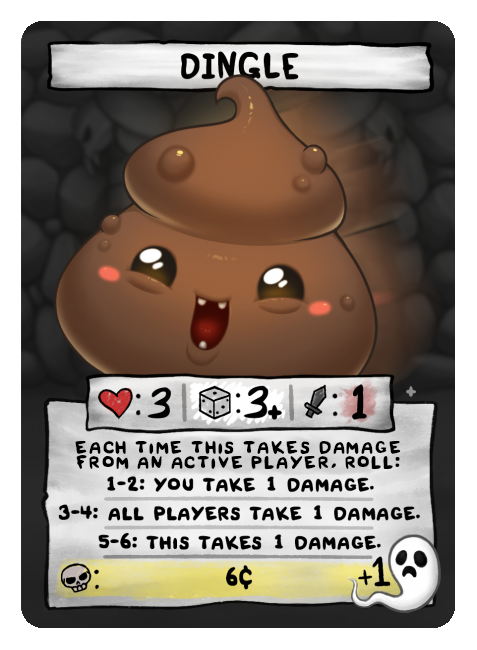 DINGLE
:3 :3+ :1
EACH TIME THIS TAKES DAMAGE
FROM AN ACTIVE PLAYER, ROLL:
1-2: YOU TAKE 1 DAMAGE.
3-4: ALL PLAYERS TAKE 1 DAMAGE.
5-6: THIS TAKES 1 DAMAGE.
: 6¢ +1